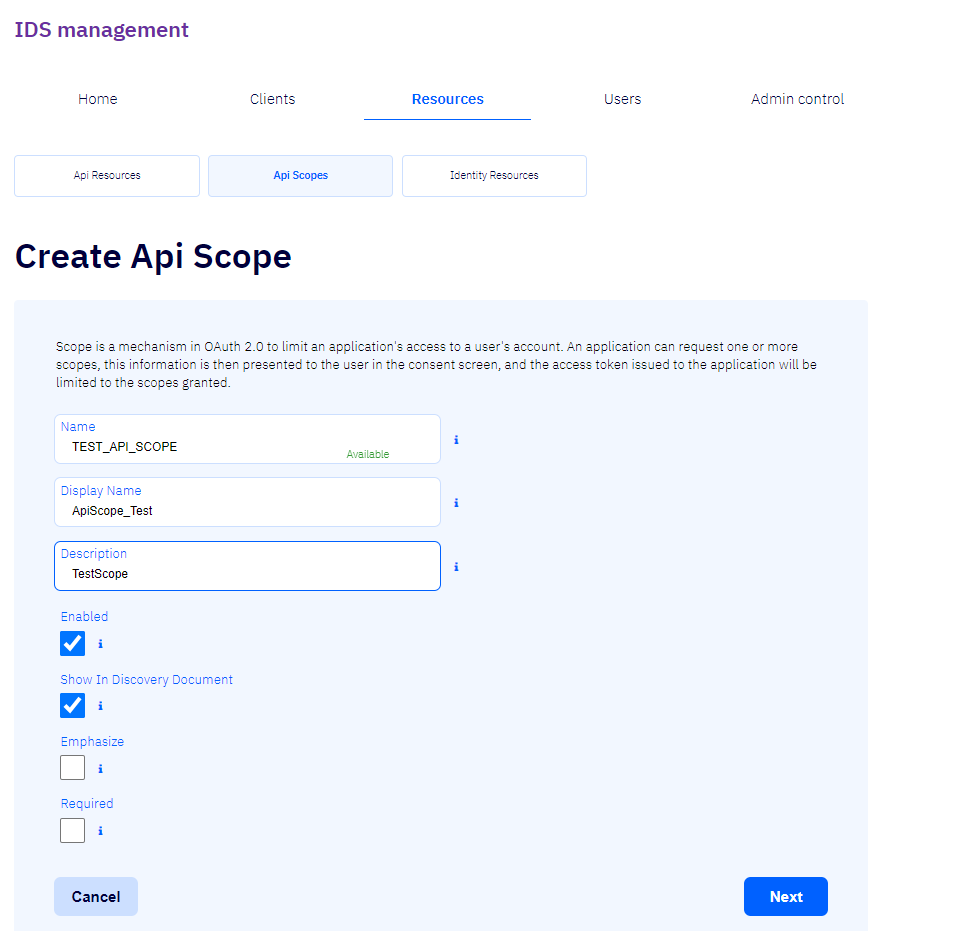 IDS management
Home Clients Resources Users Admin control
Api Resources Api Scopes Identity Resources
Create Api Scope
Scope is a mechanism in OAuth 2.0 to limit an application's access to a user's account. An application can request one or more
scopes, this information is then presented to the user in the consent screen, and the access token issued to the application will be
limited to the scopes granted.
Name
TEST_API_SCOPE
Available
i
Display Name
ApiScope_Test
i
Description
TestScope
i
Enabled
i
Show In Discovery Document
i
Emphasize
i
Required
i
Cancel Next